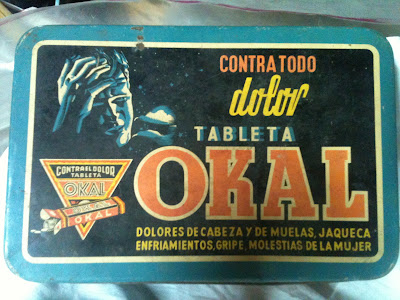 CONTRA TODO
dolor
TABLETA
OKAL
CONTRA EL DOLOR
TABLETA
OKAL
OKAL
DOLORES DE CABEZA Y DE MUELAS, JAQUECA
ENFRIAMIENTOS, GRIPE, MOLESTIAS DE LA MUJER